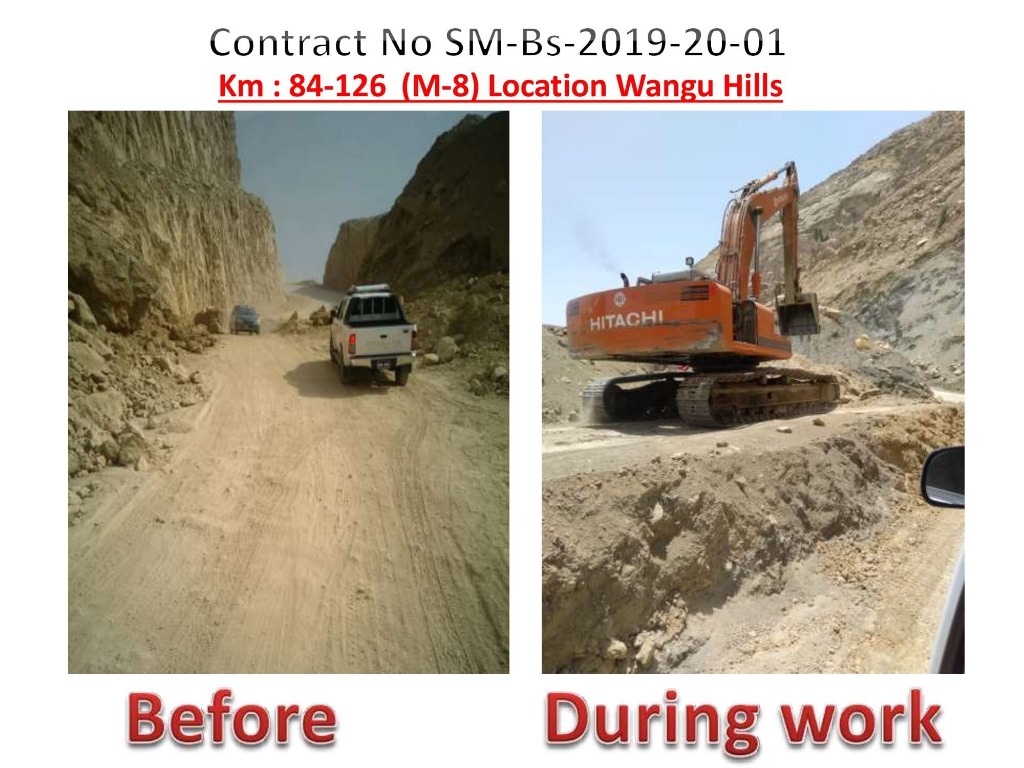 Contract No SM-Bs-2019-20-01
Km : 84-126 (M-8) Location Wangu Hills
HITACHI
Before
During work